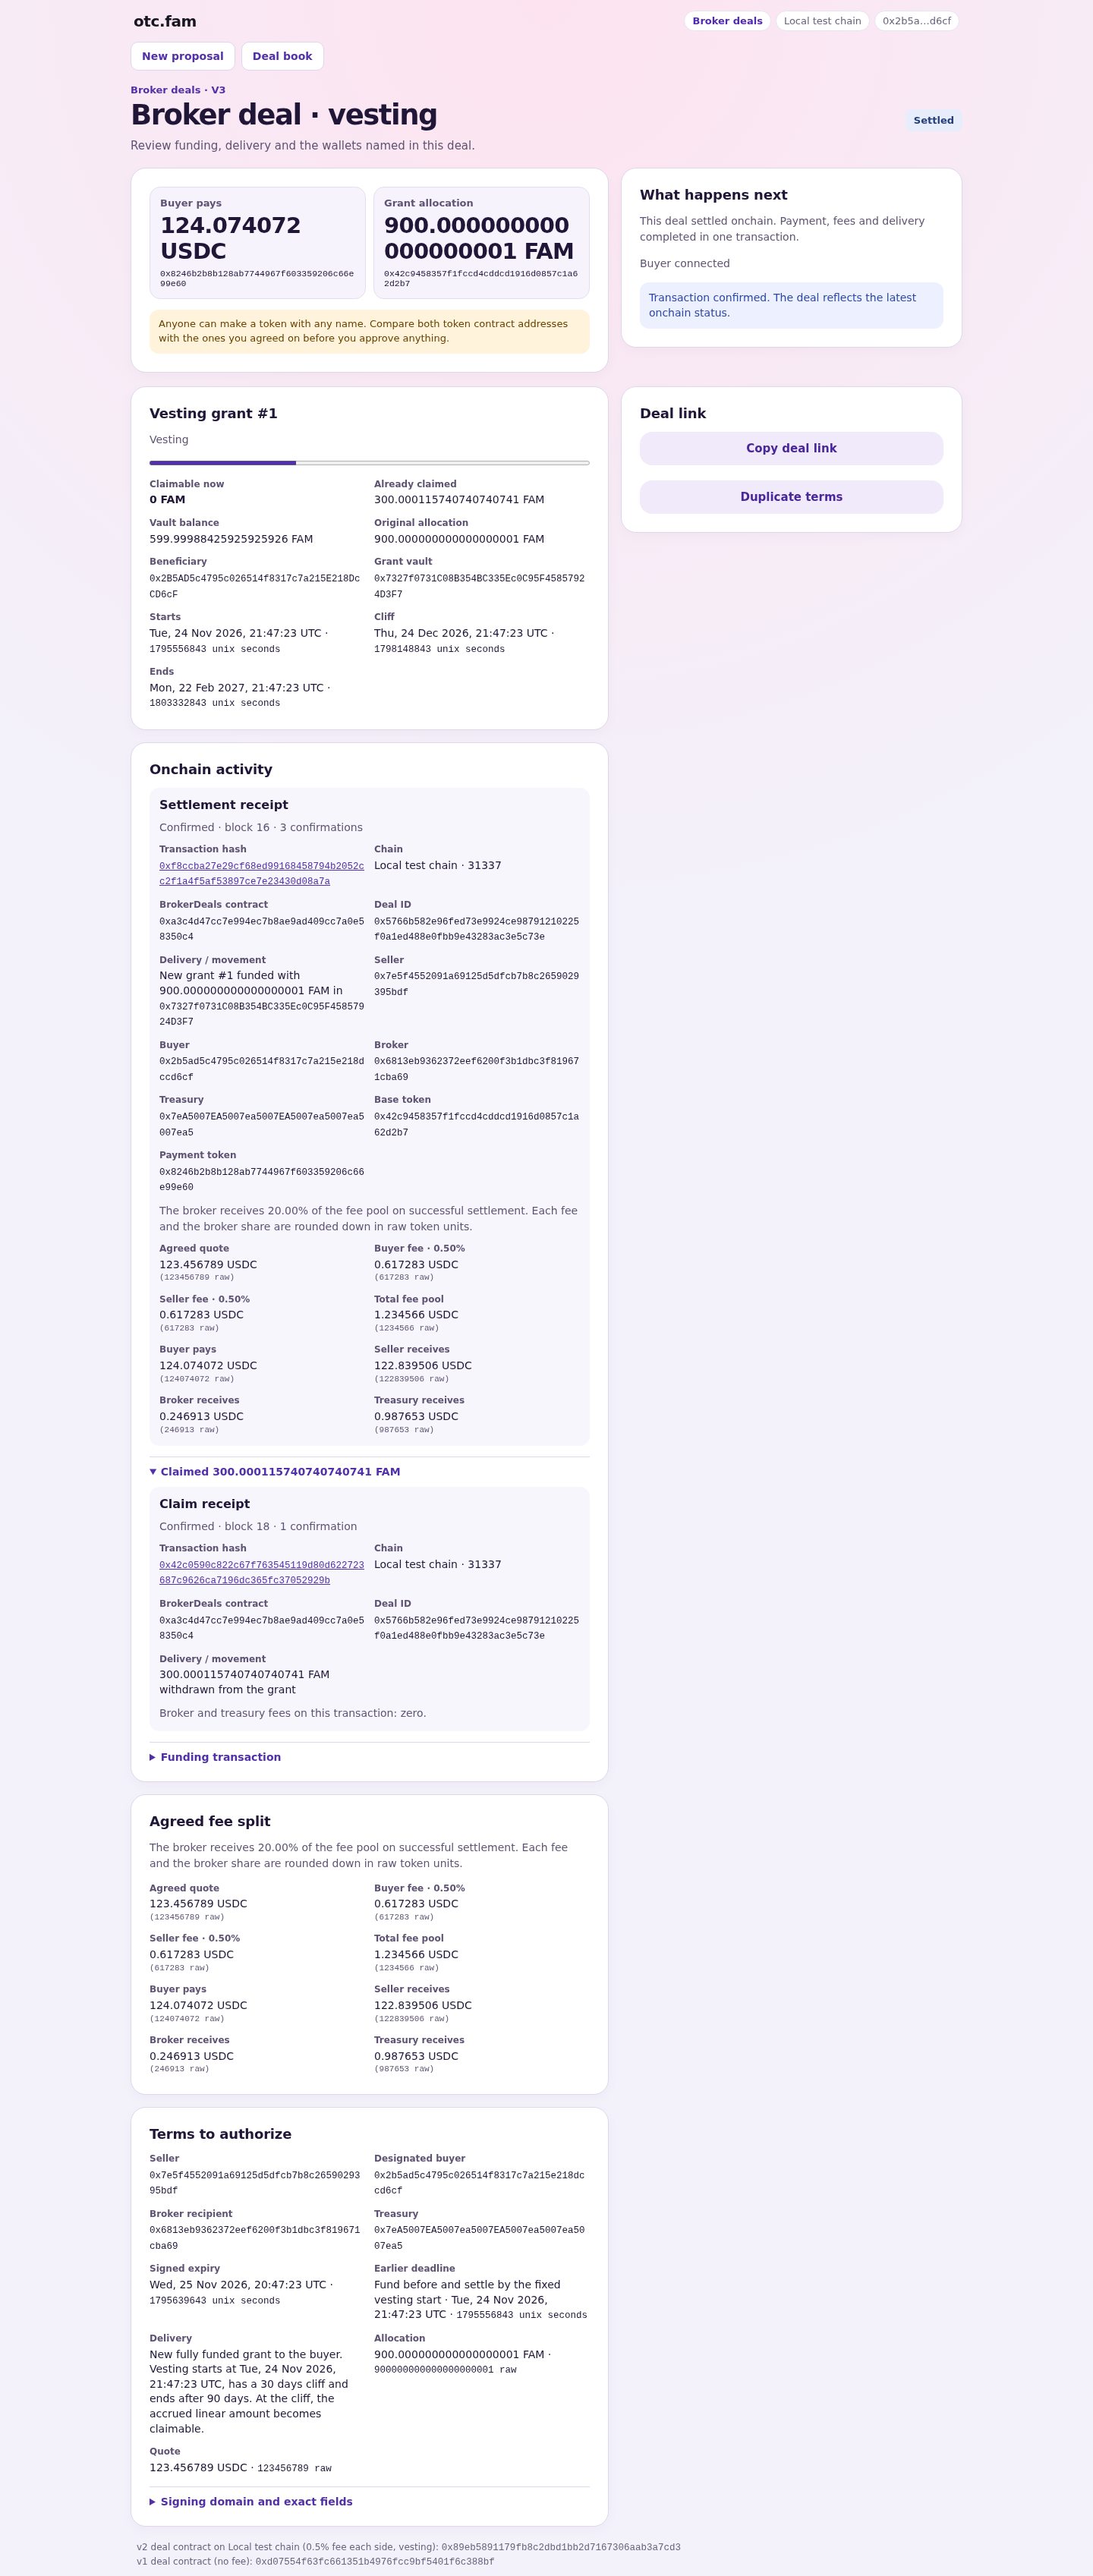 otc.fam
Broker deals
Local test chain
0x2b5a…d6cf
New proposal
Deal book
Broker deals · V3
Broker deal · vesting
Settled
Review funding, delivery and the wallets named in this deal.
Buyer pays
124.074072
USDC
0x8246b2b8b128ab7744967f603359206c66e
99e60
Grant allocation
900.000000000
000000001 FAM
0x42c9458357f1fccd4cddcd1916d0857c1a6
2d2b7
Anyone can make a token with any name. Compare both token contract addresses
with the ones you agreed on before you approve anything.
What happens next
This deal settled onchain. Payment, fees and delivery
completed in one transaction.
Buyer connected
Transaction confirmed. The deal reflects the latest
onchain status.
Vesting grant #1
Vesting
Claimable now
0 FAM
Already claimed
300.000115740740740741 FAM
Vault balance
599.99988425925925926 FAM
Original allocation
900.000000000000000001 FAM
Beneficiary
0x2B5AD5c4795c026514f8317c7a215E218Dc
CD6cF
Grant vault
0x7327f0731C08B354BC335Ec0C95F4585792
4D3F7
Starts
Tue, 24 Nov 2026, 21:47:23 UTC ·
1795556843 unix seconds
Cliff
Thu, 24 Dec 2026, 21:47:23 UTC ·
1798148843 unix seconds
Ends
Mon, 22 Feb 2027, 21:47:23 UTC ·
1803332843 unix seconds
Deal link
Copy deal link
Duplicate terms
Onchain activity
Settlement receipt
Confirmed · block 16 · 3 confirmations
Transaction hash
0xf8ccba27e29cf68ed99168458794b2052c
c2f1a4f5af53897ce7e23430d08a7a
Chain
Local test chain · 31337
BrokerDeals contract
0xa3c4d47cc7e994ec7b8ae9ad409cc7a0e5
8350c4
Deal ID
0x5766b582e96fed73e9924ce98791210225
f0a1ed488e0fbb9e43283ac3e5c73e
Delivery / movement
New grant #1 funded with
900.000000000000000001 FAM in
0x7327f0731C08B354BC335Ec0C95F458579
24D3F7
Seller
0x7e5f4552091a69125d5dfcb7b8c2659029
395bdf
Buyer
0x2b5ad5c4795c026514f8317c7a215e218d
ccd6cf
Broker
0x6813eb9362372eef6200f3b1dbc3f81967
1cba69
Treasury
0x7eA5007EA5007ea5007EA5007ea5007ea5
007ea5
Base token
0x42c9458357f1fccd4cddcd1916d0857c1a
62d2b7
Payment token
0x8246b2b8b128ab7744967f603359206c66
e99e60
The broker receives 20.00% of the fee pool on successful settlement. Each fee
and the broker share are rounded down in raw token units.
Agreed quote
123.456789 USDC
(123456789 raw)
Buyer fee · 0.50%
0.617283 USDC
(617283 raw)
Seller fee · 0.50%
0.617283 USDC
(617283 raw)
Total fee pool
1.234566 USDC
(1234566 raw)
Buyer pays
124.074072 USDC
(124074072 raw)
Seller receives
122.839506 USDC
(122839506 raw)
Broker receives
0.246913 USDC
(246913 raw)
Treasury receives
0.987653 USDC
(987653 raw)
▼ Claimed 300.000115740740740741 FAM
Claim receipt
Confirmed · block 18 · 1 confirmation
Transaction hash
0x42c0590c822c67f763545119d80d622723
687c9626ca7196dc365fc37052929b
Chain
Local test chain · 31337
BrokerDeals contract
0xa3c4d47cc7e994ec7b8ae9ad409cc7a0e5
8350c4
Deal ID
0x5766b582e96fed73e9924ce98791210225
f0a1ed488e0fbb9e43283ac3e5c73e
Delivery / movement
300.000115740740740741 FAM
withdrawn from the grant
Broker and treasury fees on this transaction: zero.
▶ Funding transaction
Agreed fee split
The broker receives 20.00% of the fee pool on successful settlement. Each fee
and the broker share are rounded down in raw token units.
Agreed quote
123.456789 USDC
(123456789 raw)
Buyer fee · 0.50%
0.617283 USDC
(617283 raw)
Seller fee · 0.50%
0.617283 USDC
(617283 raw)
Total fee pool
1.234566 USDC
(1234566 raw)
Buyer pays
124.074072 USDC
(124074072 raw)
Seller receives
122.839506 USDC
(122839506 raw)
Broker receives
0.246913 USDC
(246913 raw)
Treasury receives
0.987653 USDC
(987653 raw)
Terms to authorize
Seller
0x7e5f4552091a69125d5dfcb7b8c26590293
95bdf
Designated buyer
0x2b5ad5c4795c026514f8317c7a215e218dc
cd6cf
Broker recipient
0x6813eb9362372eef6200f3b1dbc3f819671
cba69
Treasury
0x7eA5007EA5007ea5007EA5007ea5007ea50
07ea5
Signed expiry
Wed, 25 Nov 2026, 20:47:23 UTC ·
1795639643 unix seconds
Earlier deadline
Fund before and settle by the fixed
vesting start · Tue, 24 Nov 2026,
21:47:23 UTC · 1795556843 unix seconds
Delivery
New fully funded grant to the buyer.
Vesting starts at Tue, 24 Nov 2026,
21:47:23 UTC, has a 30 days cliff and
ends after 90 days. At the cliff, the
accrued linear amount becomes
claimable.
Allocation
900.000000000000000001 FAM ·
900000000000000000001 raw
Quote
123.456789 USDC · 123456789 raw
▶ Signing domain and exact fields
v2 deal contract on Local test chain (0.5% fee each side, vesting): 0x89eb5891179fb8c2dbd1bb2d7167306aab3a7cd3
v1 deal contract (no fee): 0xd07554f63fc661351b4976fcc9bf5401f6c388bf